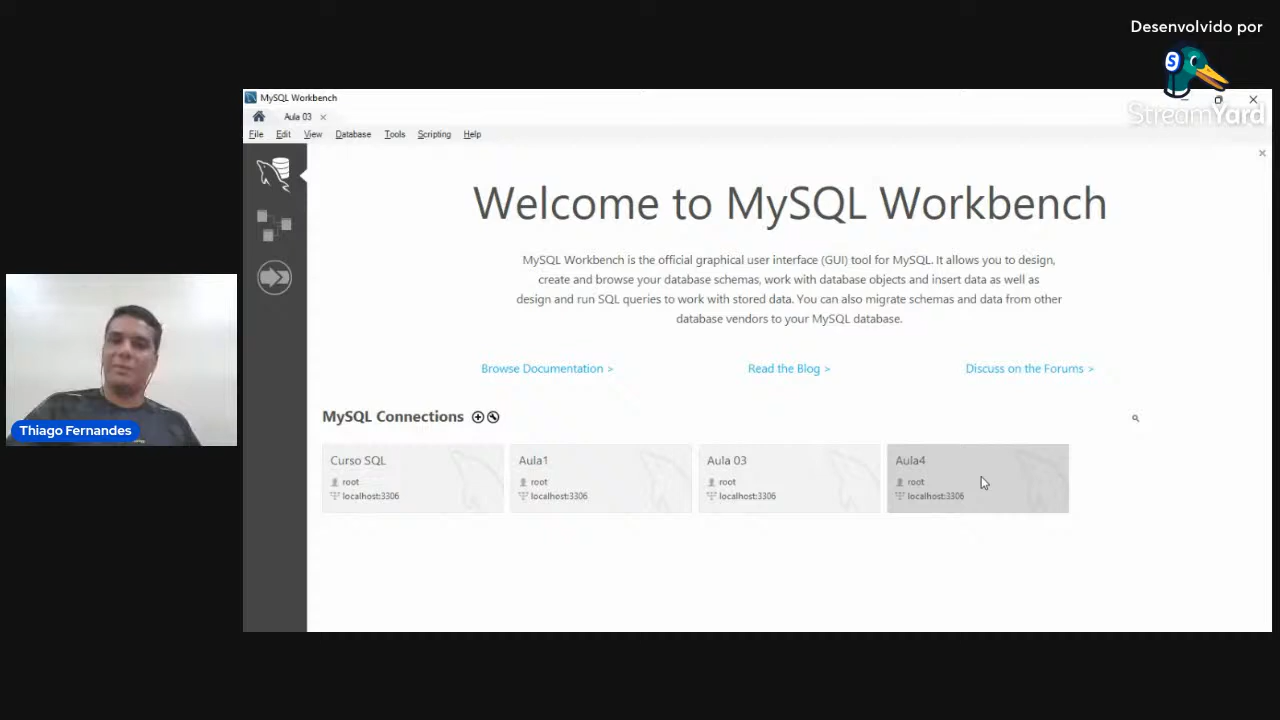 Desenvolvido por
S
StreamYard
MySQL Workbench
Aula 03
File Edit View Database Tools Scripting Help
Welcome to MySQL Workbench
MySQL Workbench is the official graphical user interface (GUI) tool for MySQL. It allows you to design,
create and browse your database schemas, work with database objects and insert data as well as
design and run SQL queries to work with stored data. You can also migrate schemas and data from other
database vendors to your MySQL database.
Browse Documentation > Read the Blog > Discuss on the Forums >
MySQL Connections
Curso SQL
root
localhost:3306
Aula1
root
localhost:3306
Aula 03
root
localhost:3306
Aula4
root
localhost:3306
Thiago Fernandes